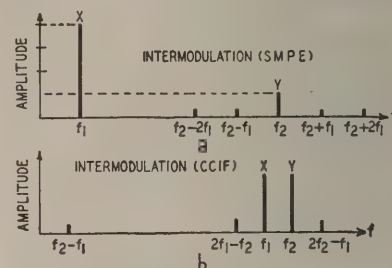 X
INTERMODULATION (SMPE)
AMPLITUDE
Y
f₁ f₂−2f₁ f₂−f₁ f₂ f₂+f₁ f₂+2f₁
a
INTERMODULATION (CCIF)
X Y
AMPLITUDE
f
f₂−f₁ 2f₁−f₂ f₁ f₂ 2f₂−f₁
b